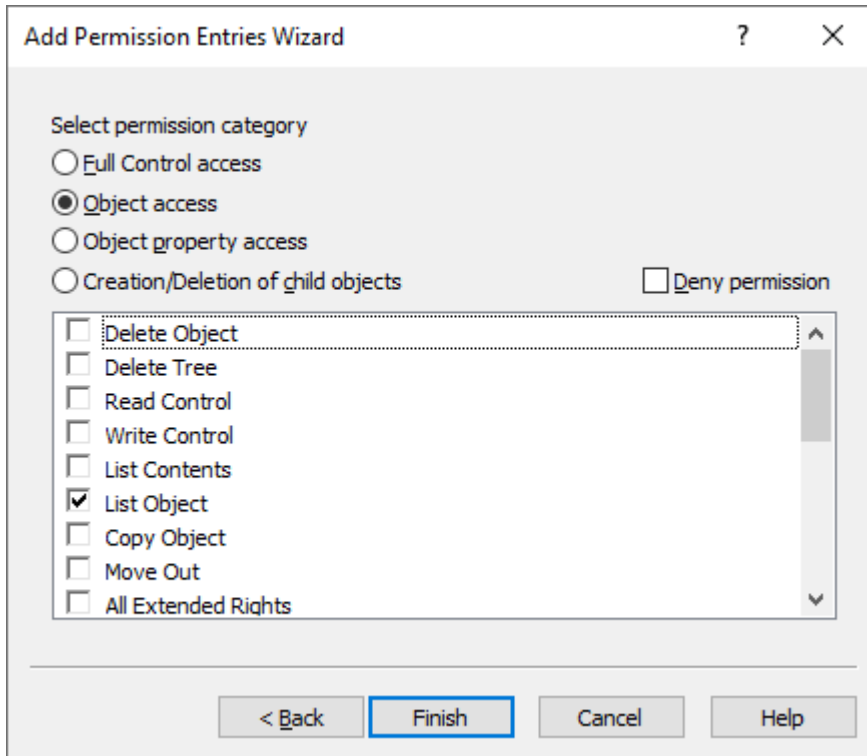 Add Permission Entries Wizard
?
Select permission category
Full Control access
Object access
Object property access
Creation/Deletion of child objects
Deny permission
Delete Object
Delete Tree
Read Control
Write Control
List Contents
List Object
Copy Object
Move Out
All Extended Rights
< Back
Finish
Cancel
Help